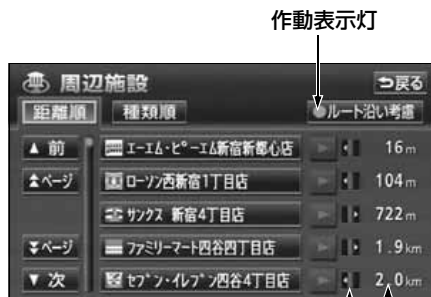 作動表示灯
周辺施設 戻る
距離順 種類順 ルート沿い考慮
前 エーエム・ピーエム新宿新都心店 16m
ページ ローソン西新宿1丁目店 104m
サンクス 新宿4丁目店 722m
ページ ファミリーマート四谷四丁目店 1.9km
次 セブン・イレブン四谷4丁目店 2.0km